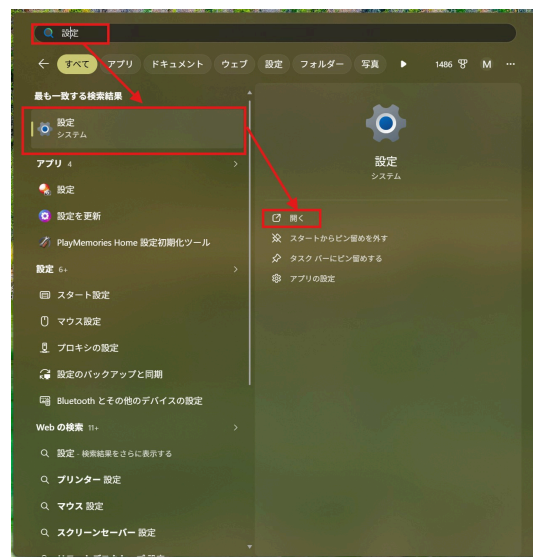 設定
すべて アプリ ドキュメント ウェブ 設定 フォルダー 写真 1486 M ...
最も一致する検索結果
設定
システム
アプリ 4
設定
設定を更新
PlayMemories Home 設定初期化ツール
設定 6+
スタート設定
マウス設定
プロキシの設定
設定のバックアップと同期
Bluetooth とその他のデバイスの設定
Web の検索 11+
設定 - 検索結果をさらに表示する
プリンター 設定
マウス 設定
スクリーンセーバー 設定
設定
システム
開く
スタートからピン留めを外す
タスク バーにピン留めする
アプリの設定